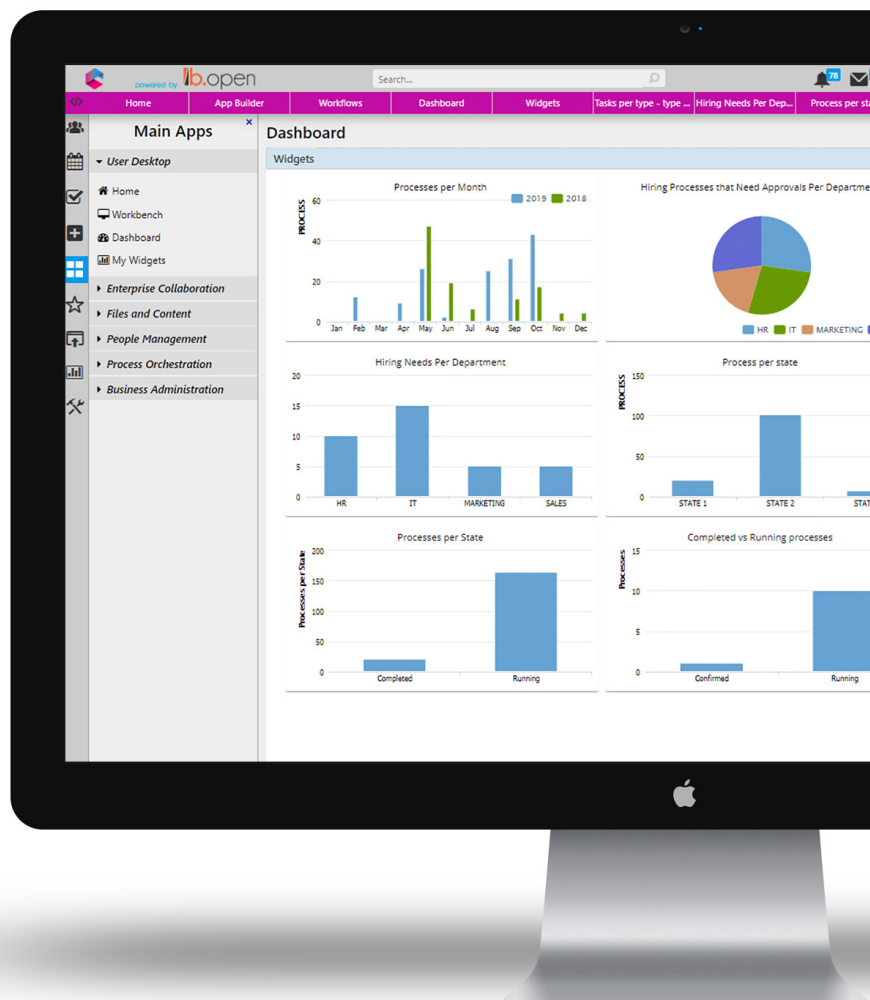 powered by b.open
Search...
78
</>
Home
App Builder
Workflows
Dashboard
Widgets
Tasks per type - type ...
Hiring Needs Per Dep...
Process per sta
Main Apps
×
User Desktop
Home
Workbench
Dashboard
My Widgets
Enterprise Collaboration
Files and Content
People Management
Process Orchestration
Business Administration
Dashboard
Widgets
Processes per Month
2019 2018
PROCESS
60
40
20
0
Jan Feb Mar Apr May Jun Jul Aug Sep Oct Nov Dec
Hiring Processes that Need Approvals Per Departme
HR IT MARKETING
Hiring Needs Per Department
20
15
10
5
0
HR IT MARKETING SALES
Process per state
PROCESS
150
100
50
0
STATE 1 STATE 2 STAT
Processes per State
Processes per State
200
150
100
50
0
Completed Running
Completed vs Running processes
Processes
15
10
5
0
Confirmed Running